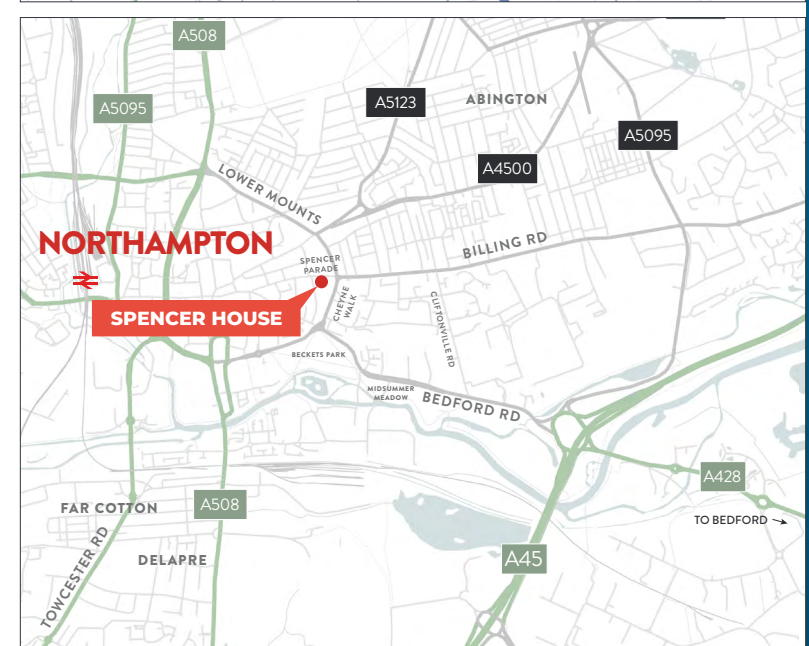 A508
A5095
A5123
ABINGTON
A5095
A4500
LOWER MOUNTS
NORTHAMPTON
BILLING RD
SPENCER
PARADE
SPENCER HOUSE
CHEYNE
WALK
CLIFTONVILLE RD
BECKETS PARK
MIDSUMMER
MEADOW
BEDFORD RD
A428
FAR COTTON
A508
TO BEDFORD
DELAPRE
A45
TOWCESTER RD